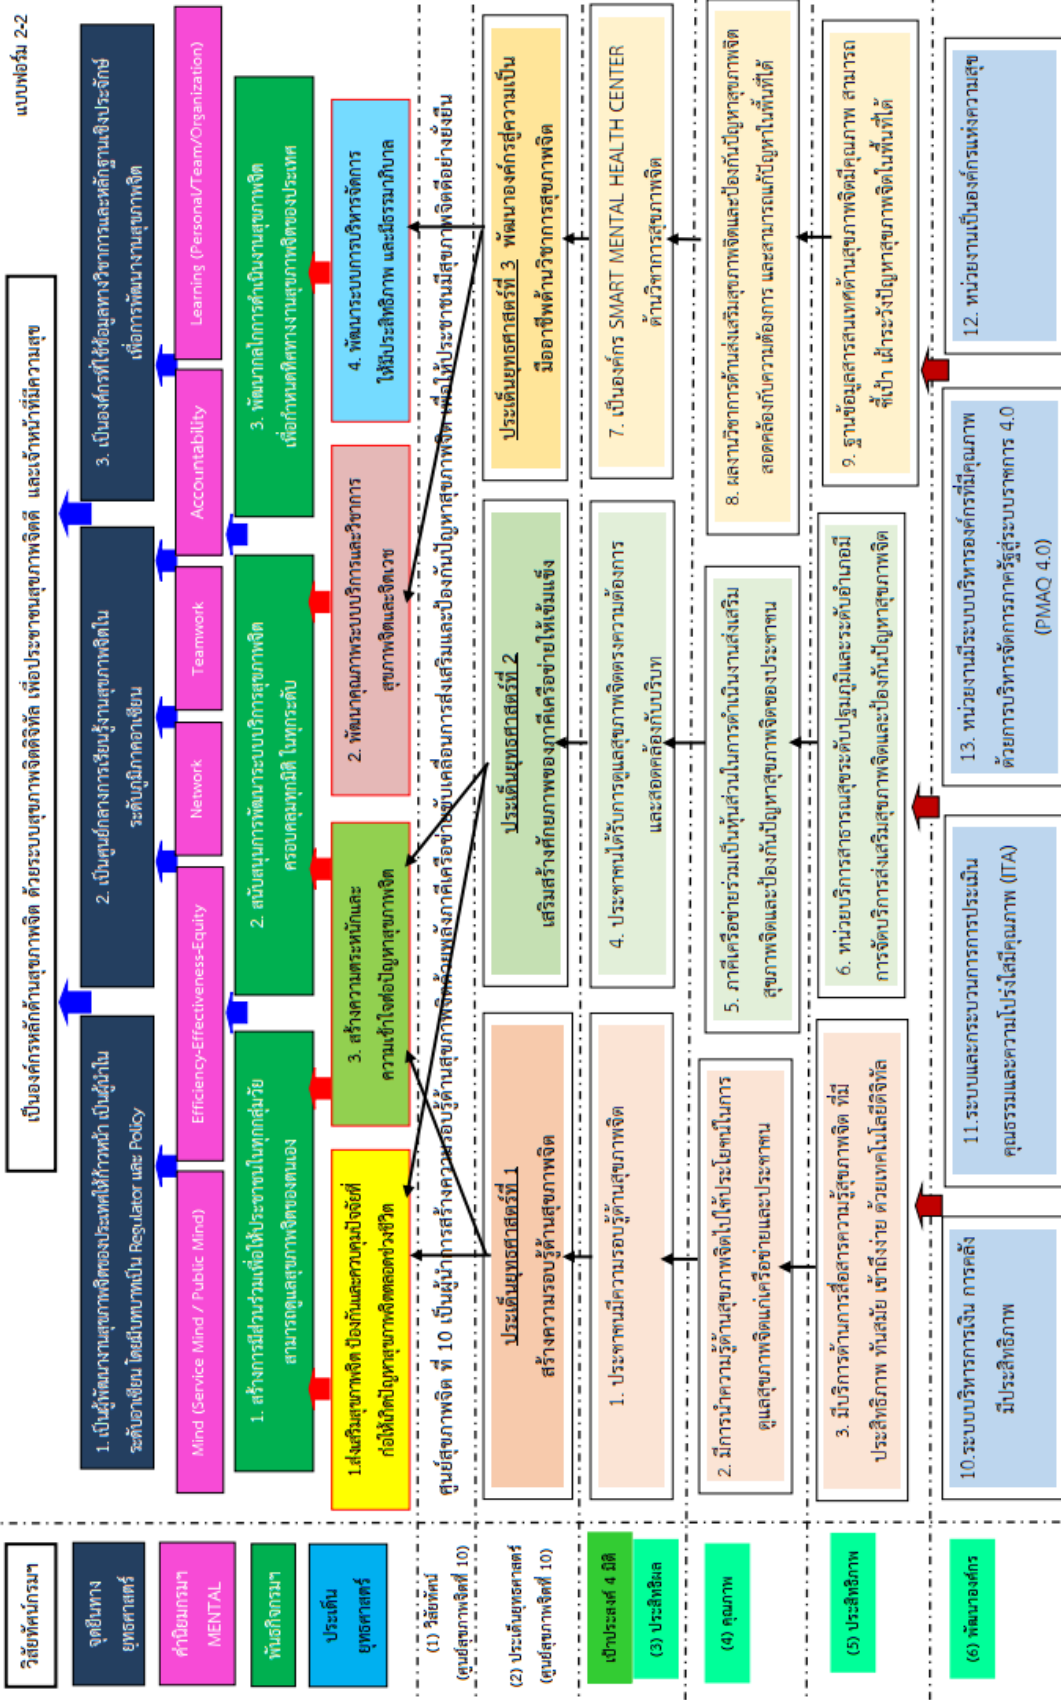 แบบฟอร์ม 2-2
วิสัยทัศน์กรมฯ
เป็นองค์กรหลักด้านสุขภาพจิต ด้วยระบบสุขภาพจิตดิจิทัล เพื่อประชาชนสุขภาพจิตดี และเจ้าหน้าที่มีความสุข
จุดยืนทาง
ยุทธศาสตร์
1. เป็นผู้พัฒนางานสุขภาพจิตของประเทศให้ก้าวหน้า เป็นผู้นำใน
ระดับอาเซียน โดยมีบทบาทเป็น Regulator และ Policy
2. เป็นศูนย์กลางการเรียนรู้งานสุขภาพจิตใน
ระดับภูมิภาคอาเซียน
3. เป็นองค์กรที่ใช้ข้อมูลทางวิชาการและหลักฐานเชิงประจักษ์
เพื่อการพัฒนางานสุขภาพจิต
ค่านิยมกรมฯ
MENTAL
Mind (Service Mind / Public Mind)
Efficiency-Effectiveness-Equity
Network
Teamwork
Accountability
Learning (Personal/Team/Organization)
พันธกิจกรมฯ
1. สร้างการมีส่วนร่วมเพื่อให้ประชาชนในทุกกลุ่มวัย
สามารถดูแลสุขภาพจิตของตนเอง
2. สนับสนุนการพัฒนาระบบบริการสุขภาพจิต
ครอบคลุมทุกมิติ ในทุกระดับ
3. พัฒนากลไกการดำเนินงานสุขภาพจิต
เพื่อกำหนดทิศทางงานสุขภาพจิตของประเทศ
ประเด็น
ยุทธศาสตร์
1.ส่งเสริมสุขภาพจิต ป้องกันและควบคุมปัจจัยที่
ก่อให้เกิดปัญหาสุขภาพจิตตลอดช่วงชีวิต
3. สร้างความตระหนักและ
ความเข้าใจต่อปัญหาสุขภาพจิต
2. พัฒนาคุณภาพระบบบริการและวิชาการ
สุขภาพจิตและจิตเวช
4. พัฒนาระบบการบริหารจัดการ
ให้มีประสิทธิภาพ และมีธรรมาภิบาล
(1) วิสัยทัศน์
(ศูนย์สุขภาพจิตที่ 10)
ศูนย์สุขภาพจิต ที่ 10 เป็นผู้นำการสร้างความรอบรู้ด้านสุขภาพจิตด้วยพลังภาคีเครือข่ายขับเคลื่อนการส่งเสริมและป้องกันปัญหาสุขภาพจิต เพื่อให้ประชาชนมีสุขภาพจิตดีอย่างยั่งยืน
(2) ประเด็นยุทธศาสตร์
(ศูนย์สุขภาพจิตที่ 10)
ประเด็นยุทธศาสตร์ที่ 1
สร้างความรอบรู้ด้านสุขภาพจิต
ประเด็นยุทธศาสตร์ที่ 2
เสริมสร้างศักยภาพของภาคีเครือข่ายให้เข้มแข็ง
ประเด็นยุทธศาสตร์ที่ 3 พัฒนาองค์กรสู่ความเป็น
มืออาชีพด้านวิชาการสุขภาพจิต
เป้าประสงค์ 4 มิติ
(3) ประสิทธิผล
1. ประชาชนมีความรอบรู้ด้านสุขภาพจิต
4. ประชาชนได้รับการดูแลสุขภาพจิตตรงความต้องการ
และสอดคล้องกับบริบท
7. เป็นองค์กร SMART MENTAL HEALTH CENTER
ด้านวิชาการสุขภาพจิต
(4) คุณภาพ
2. มีการนำความรู้ด้านสุขภาพจิตไปใช้ประโยชน์ในการ
ดูแลสุขภาพจิตแก่เครือข่ายและประชาชน
5. ภาคีเครือข่ายร่วมเป็นหุ้นส่วนในการดำเนินงานส่งเสริม
สุขภาพจิตและป้องกันปัญหาสุขภาพจิตของประชาชน
8. ผลงานวิชาการด้านส่งเสริมสุขภาพจิตและป้องกันปัญหาสุขภาพจิต
สอดคล้องกับความต้องการ และสามารถแก้ปัญหาในพื้นที่ได้
(5) ประสิทธิภาพ
3. มีบริการด้านการสื่อสารความรู้สุขภาพจิต ที่มี
ประสิทธิภาพ ทันสมัย เข้าถึงง่าย ด้วยเทคโนโลยีดิจิทัล
6. หน่วยบริการสาธารณสุขระดับปฐมภูมิและระดับอำเภอมี
การจัดบริการส่งเสริมสุขภาพจิตและป้องกันปัญหาสุขภาพจิต
9. ฐานข้อมูลสารสนเทศด้านสุขภาพจิตมีคุณภาพ สามารถ
ชี้เป้า เฝ้าระวังปัญหาสุขภาพจิตในพื้นที่ได้
(6) พัฒนาองค์กร
10.ระบบบริหารการเงิน การคลัง
มีประสิทธิภาพ
11.ระบบและกระบวนการการประเมิน
คุณธรรมและความโปร่งใสมีคุณภาพ (ITA)
13. หน่วยงานมีระบบบริหารองค์กรที่มีคุณภาพ
ด้วยการบริหารจัดการภาครัฐสู่ระบบราชการ 4.0
(PMAQ 4.0)
12. หน่วยงานเป็นองค์กรแห่งความสุข